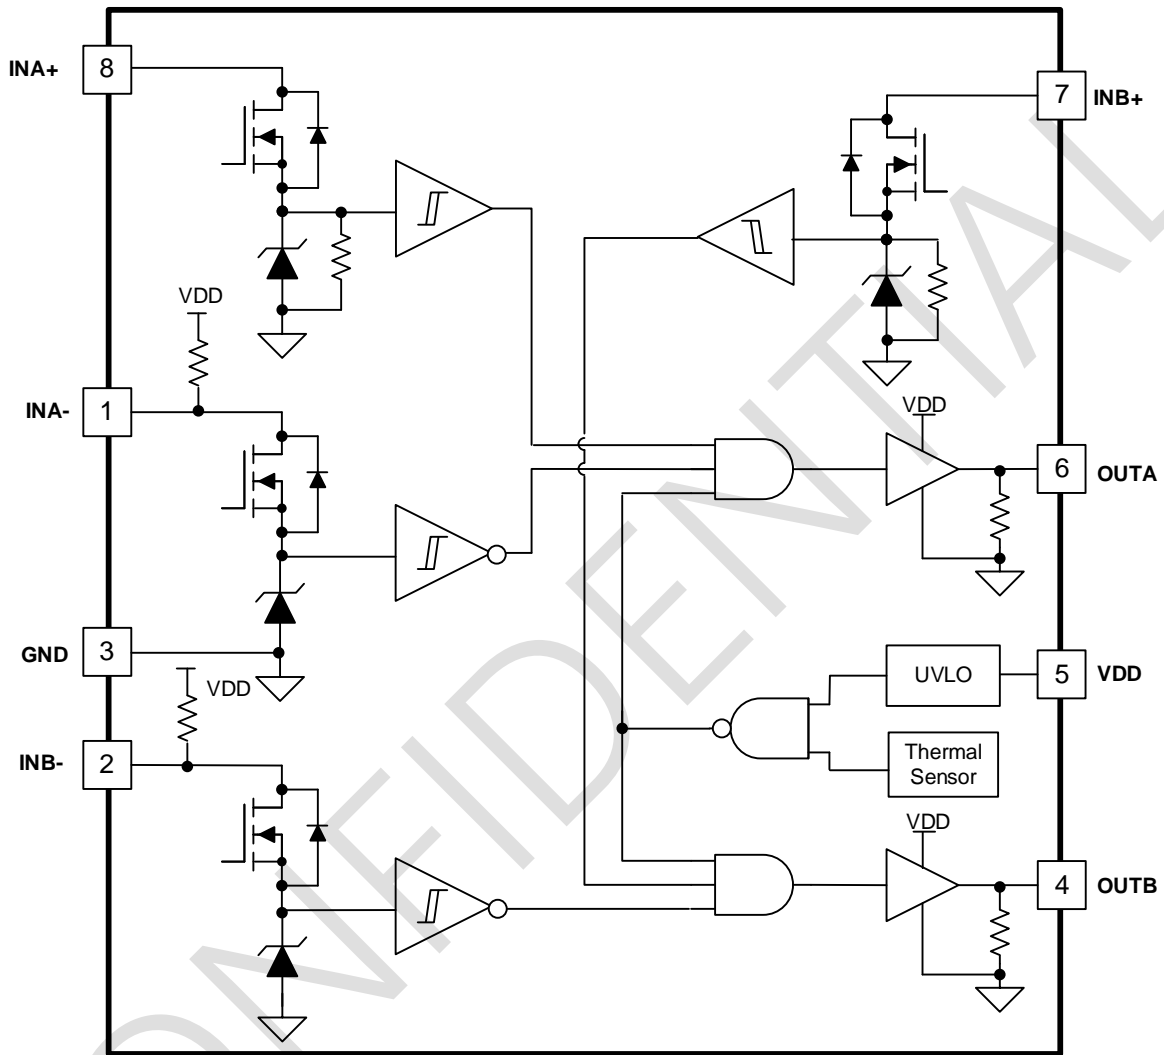 INA+
8
7
INB+
VDD
INA-
1
VDD
6
OUTA
GND
3
VDD
UVLO
5
VDD
INB-
2
Thermal
Sensor
VDD
4
OUTB
ONFIDENTIAL